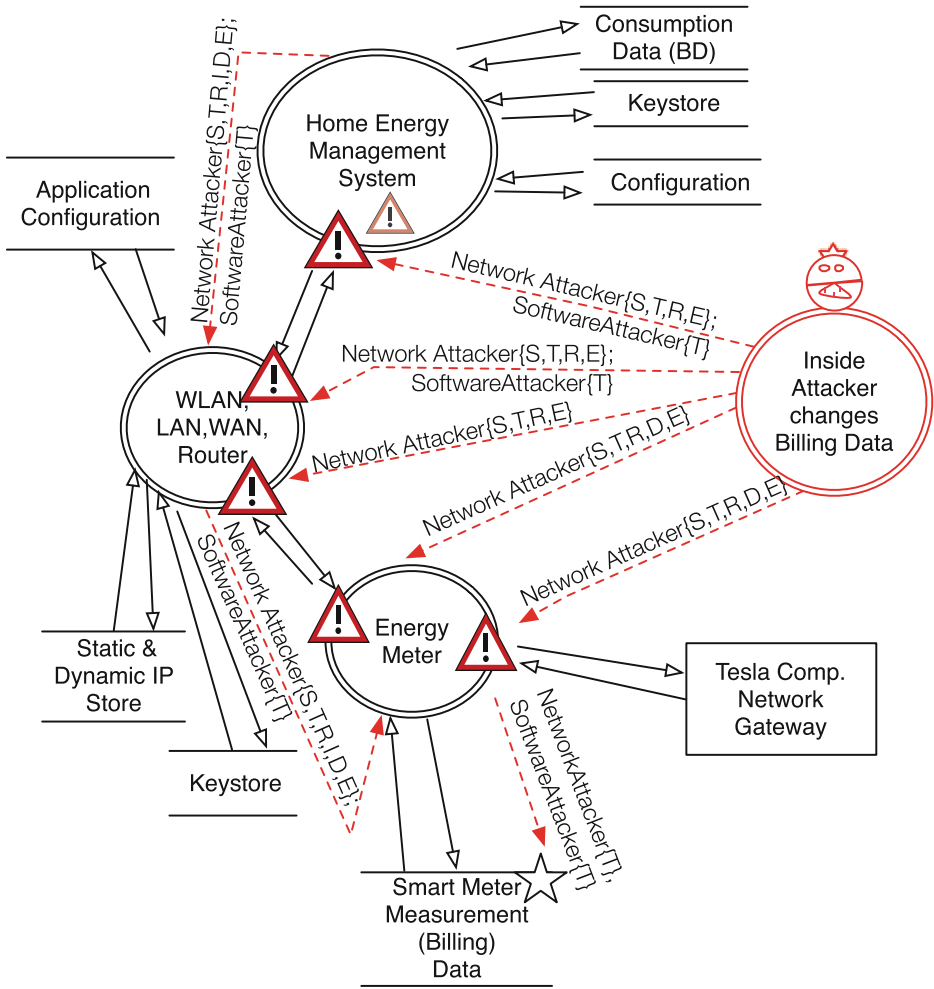 Consumption
Data (BD)
Keystore
Configuration
Home Energy
Management
System
Network Attacker{S,T,R,I,D,E};
SoftwareAttacker{T}
Application
Configuration
Network Attacker{S,T,R,E};
SoftwareAttacker{T}
Network Attacker{S,T,R,E};
SoftwareAttacker{T}
Network Attacker{S,T,R,E}
Network Attacker{S,T,R,D,E}
Network Attacker{S,T,R,D,E}
Inside
Attacker
changes
Billing Data
WLAN,
LAN,WAN,
Router
Network Attacker{S,T,R,I,D,E};
SoftwareAttacker{T}
Energy
Meter
Static &
Dynamic IP
Store
Tesla Comp.
Network
Gateway
Keystore
NetworkAttacker{T},
SoftwareAttacker{T}
Smart Meter
Measurement
(Billing)
Data